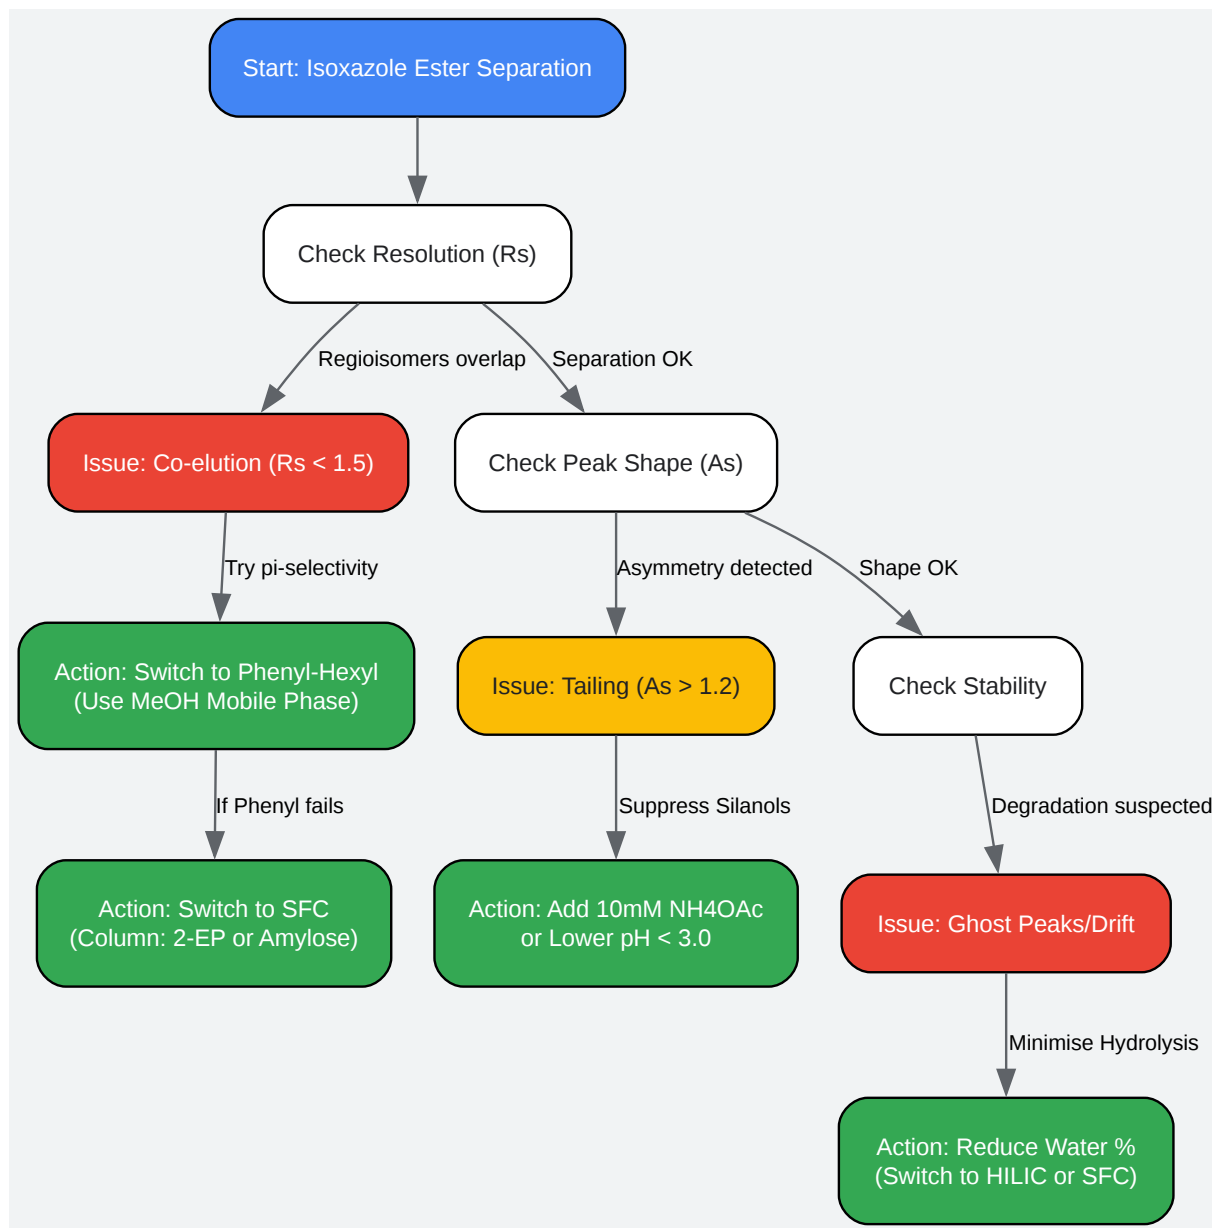 Start: Isoxazole Ester Separation
Check Resolution (Rs)
Regioisomers overlap
Separation OK
Issue: Co-elution (Rs < 1.5)
Check Peak Shape (As)
Try pi-selectivity
Asymmetry detected
Shape OK
Action: Switch to Phenyl-Hexyl
(Use MeOH Mobile Phase)
Issue: Tailing (As > 1.2)
Check Stability
If Phenyl fails
Suppress Silanols
Degradation suspected
Action: Switch to SFC
(Column: 2-EP or Amylose)
Action: Add 10mM NH4OAc
or Lower pH < 3.0
Issue: Ghost Peaks/Drift
Minimise Hydrolysis
Action: Reduce Water %
(Switch to HILIC or SFC)